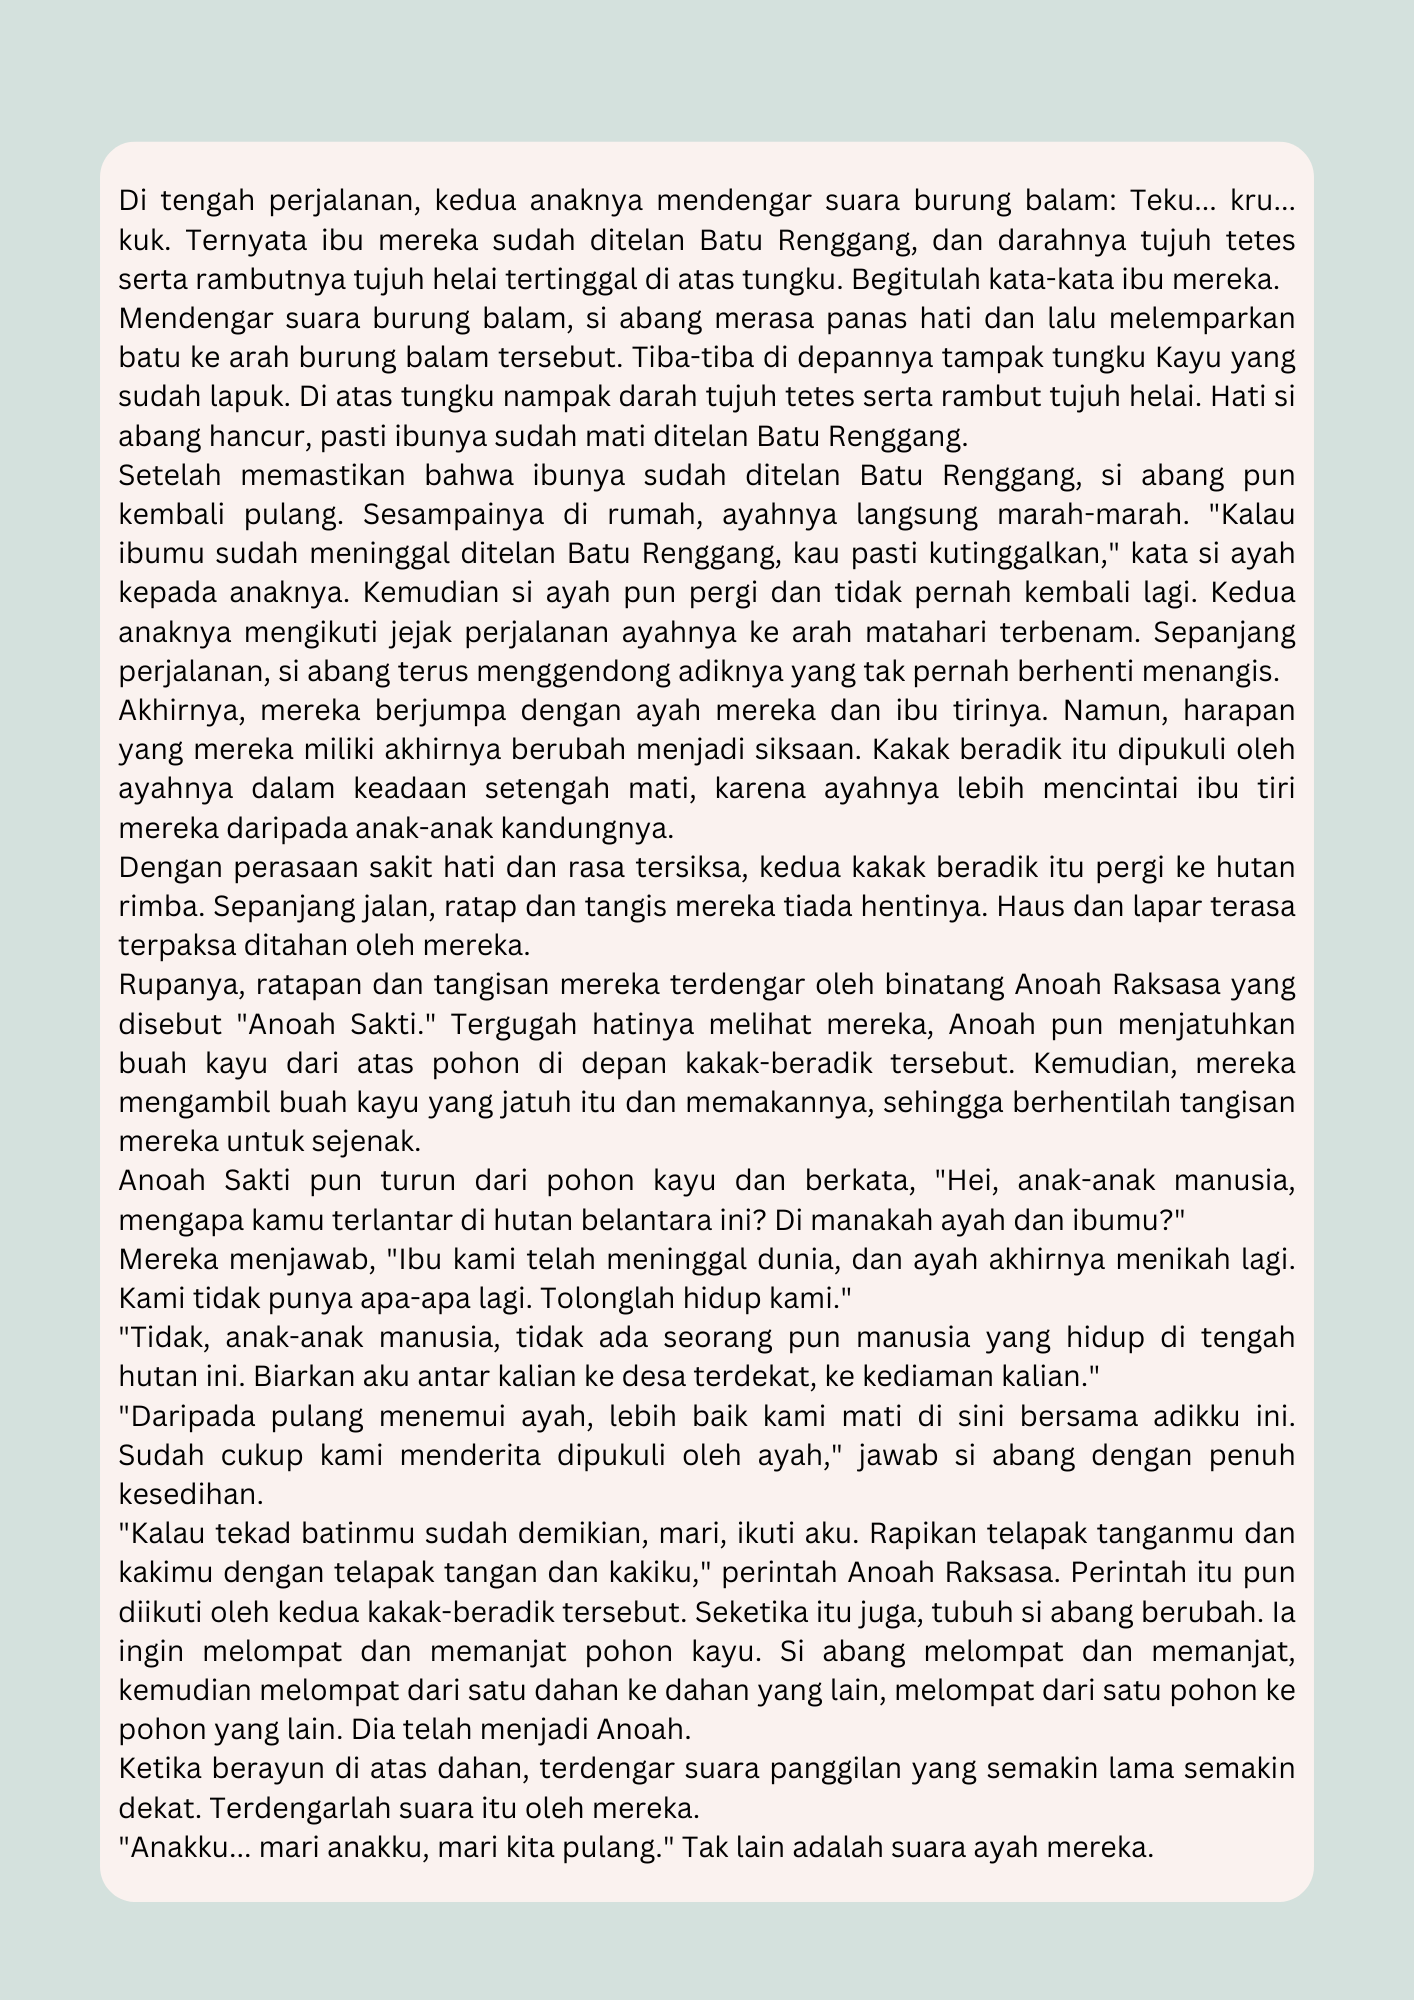 Di tengah perjalanan, kedua anaknya mendengar suara burung balam: Teku... kru...
kuk. Ternyata ibu mereka sudah ditelan Batu Renggang, dan darahnya tujuh tetes
serta rambutnya tujuh helai tertinggal di atas tungku. Begitulah kata-kata ibu mereka.
Mendengar suara burung balam, si abang merasa panas hati dan lalu melemparkan
batu ke arah burung balam tersebut. Tiba-tiba di depannya tampak tungku Kayu yang
sudah lapuk. Di atas tungku nampak darah tujuh tetes serta rambut tujuh helai. Hati si
abang hancur, pasti ibunya sudah mati ditelan Batu Renggang.
Setelah memastikan bahwa ibunya sudah ditelan Batu Renggang, si abang pun
kembali pulang. Sesampainya di rumah, ayahnya langsung marah-marah. "Kalau
ibumu sudah meninggal ditelan Batu Renggang, kau pasti kutinggalkan," kata si ayah
kepada anaknya. Kemudian si ayah pun pergi dan tidak pernah kembali lagi. Kedua
anaknya mengikuti jejak perjalanan ayahnya ke arah matahari terbenam. Sepanjang
perjalanan, si abang terus menggendong adiknya yang tak pernah berhenti menangis.
Akhirnya, mereka berjumpa dengan ayah mereka dan ibu tirinya. Namun, harapan
yang mereka miliki akhirnya berubah menjadi siksaan. Kakak beradik itu dipukuli oleh
ayahnya dalam keadaan setengah mati, karena ayahnya lebih mencintai ibu tiri
mereka daripada anak-anak kandungnya.
Dengan perasaan sakit hati dan rasa tersiksa, kedua kakak beradik itu pergi ke hutan
rimba. Sepanjang jalan, ratap dan tangis mereka tiada hentinya. Haus dan lapar terasa
terpaksa ditahan oleh mereka.
Rupanya, ratapan dan tangisan mereka terdengar oleh binatang Anoah Raksasa yang
disebut "Anoah Sakti." Tergugah hatinya melihat mereka, Anoah pun menjatuhkan
buah kayu dari atas pohon di depan kakak-beradik tersebut. Kemudian, mereka
mengambil buah kayu yang jatuh itu dan memakannya, sehingga berhentilah tangisan
mereka untuk sejenak.
Anoah Sakti pun turun dari pohon kayu dan berkata, "Hei, anak-anak manusia,
mengapa kamu terlantar di hutan belantara ini? Di manakah ayah dan ibumu?"
Mereka menjawab, "Ibu kami telah meninggal dunia, dan ayah akhirnya menikah lagi.
Kami tidak punya apa-apa lagi. Tolonglah hidup kami."
"Tidak, anak-anak manusia, tidak ada seorang pun manusia yang hidup di tengah
hutan ini. Biarkan aku antar kalian ke desa terdekat, ke kediaman kalian."
"Daripada pulang menemui ayah, lebih baik kami mati di sini bersama adikku ini.
Sudah cukup kami menderita dipukuli oleh ayah," jawab si abang dengan penuh
kesedihan.
"Kalau tekad batinmu sudah demikian, mari, ikuti aku. Rapikan telapak tanganmu dan
kakimu dengan telapak tangan dan kakiku," perintah Anoah Raksasa. Perintah itu pun
diikuti oleh kedua kakak-beradik tersebut. Seketika itu juga, tubuh si abang berubah. Ia
ingin melompat dan memanjat pohon kayu. Si abang melompat dan memanjat,
kemudian melompat dari satu dahan ke dahan yang lain, melompat dari satu pohon ke
pohon yang lain. Dia telah menjadi Anoah.
Ketika berayun di atas dahan, terdengar suara panggilan yang semakin lama semakin
dekat. Terdengarlah suara itu oleh mereka.
"Anakku... mari anakku, mari kita pulang." Tak lain adalah suara ayah mereka.